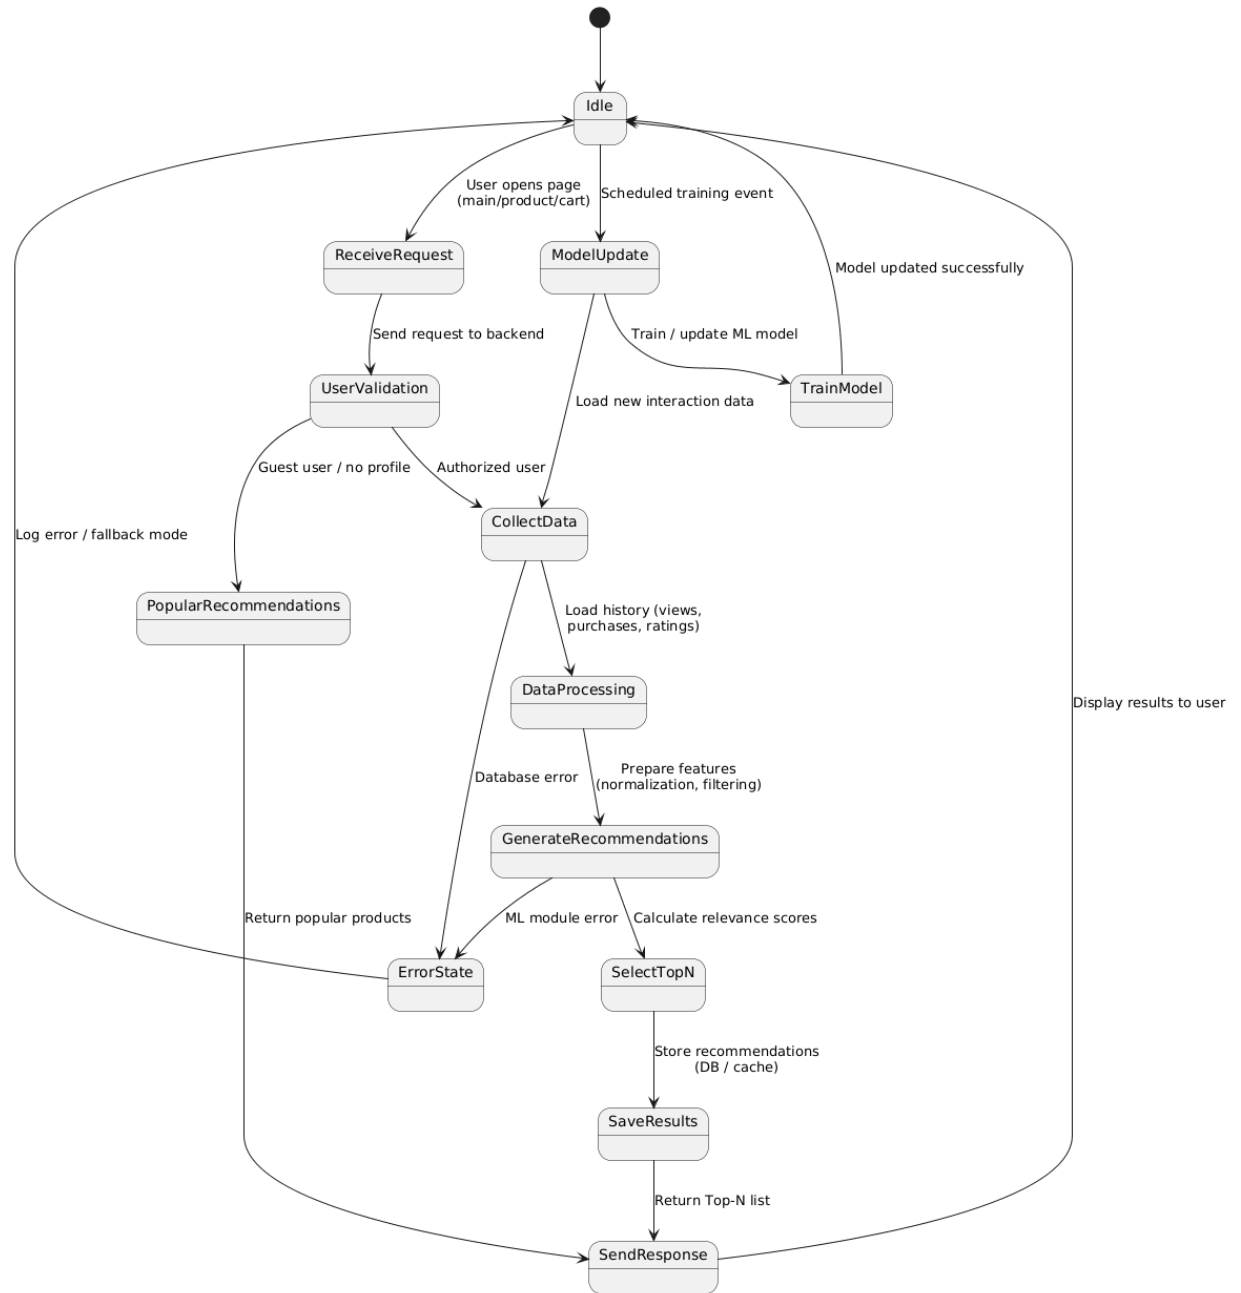 Idle
User opens page
(main/product/cart)
Scheduled training event
ReceiveRequest
ModelUpdate
Model updated successfully
Send request to backend
Train / update ML model
UserValidation
TrainModel
Load new interaction data
Guest user / no profile
Authorized user
CollectData
Log error / fallback mode
PopularRecommendations
Load history (views,
purchases, ratings)
DataProcessing
Display results to user
Database error
Prepare features
(normalization, filtering)
GenerateRecommendations
Return popular products
ML module error
Calculate relevance scores
ErrorState
SelectTopN
Store recommendations
(DB / cache)
SaveResults
Return Top-N list
SendResponse